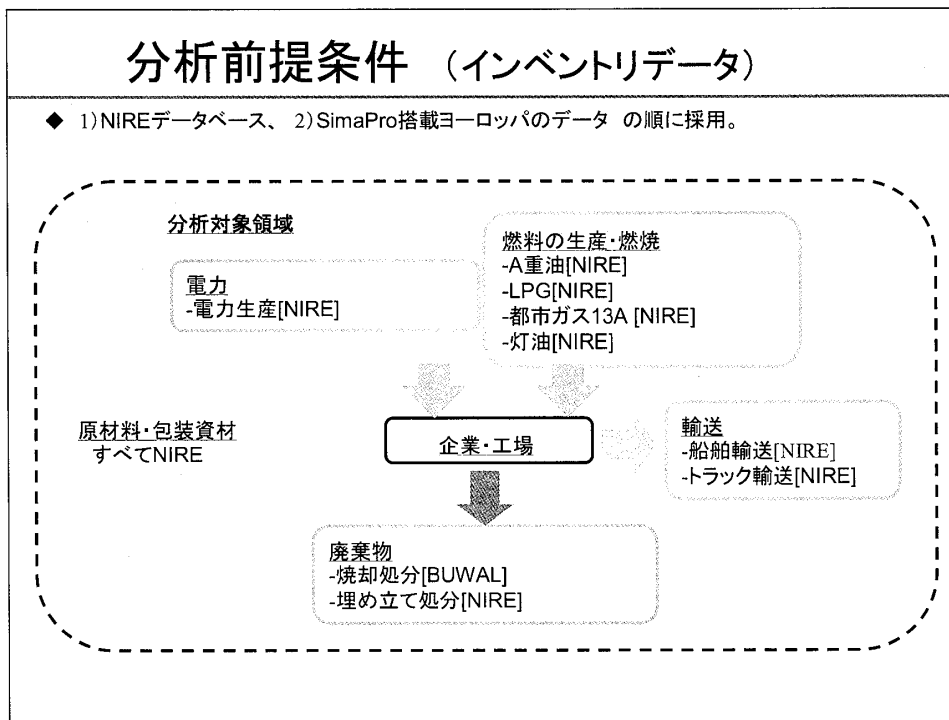 分析前提条件 （インベントリデータ）
◆ 1)NIREデータベース、 2)SimaPro搭載ヨーロッパのデータ の順に採用。
分析対象領域
電力
-電力生産[NIRE]
燃料の生産・燃焼
-A重油[NIRE]
-LPG[NIRE]
-都市ガス13A [NIRE]
-灯油[NIRE]
原材料・包装資材
すべてNIRE
企業・工場
輸送
-船舶輸送[NIRE]
-トラック輸送[NIRE]
廃棄物
-焼却処分[BUWAL]
-埋め立て処分[NIRE]